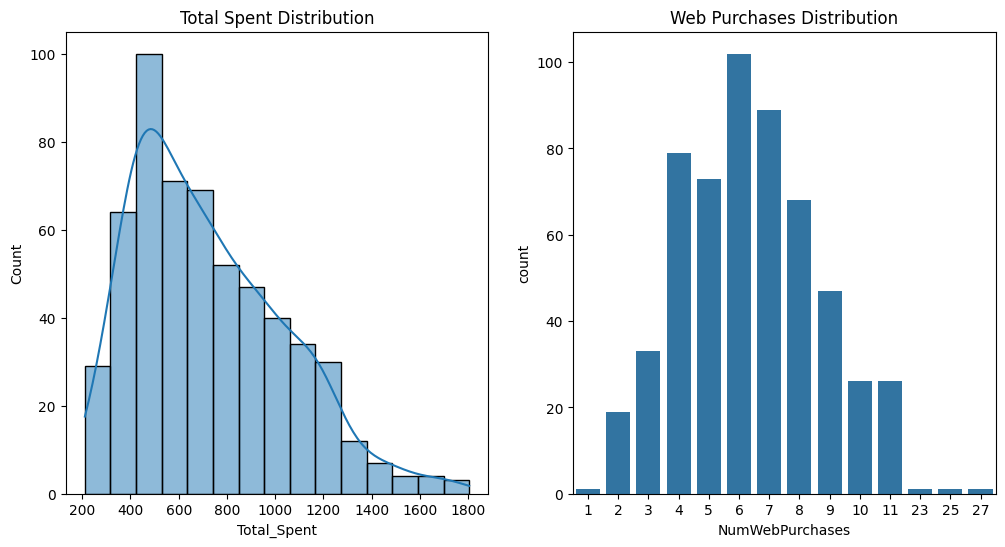 Total Spent Distribution
100
80
60
40
20
0
Count
200 400 600 800 1000 1200 1400 1600 1800
Total_Spent
Web Purchases Distribution
100
80
60
40
20
0
count
1 2 3 4 5 6 7 8 9 10 11 23 25 27
NumWebPurchases